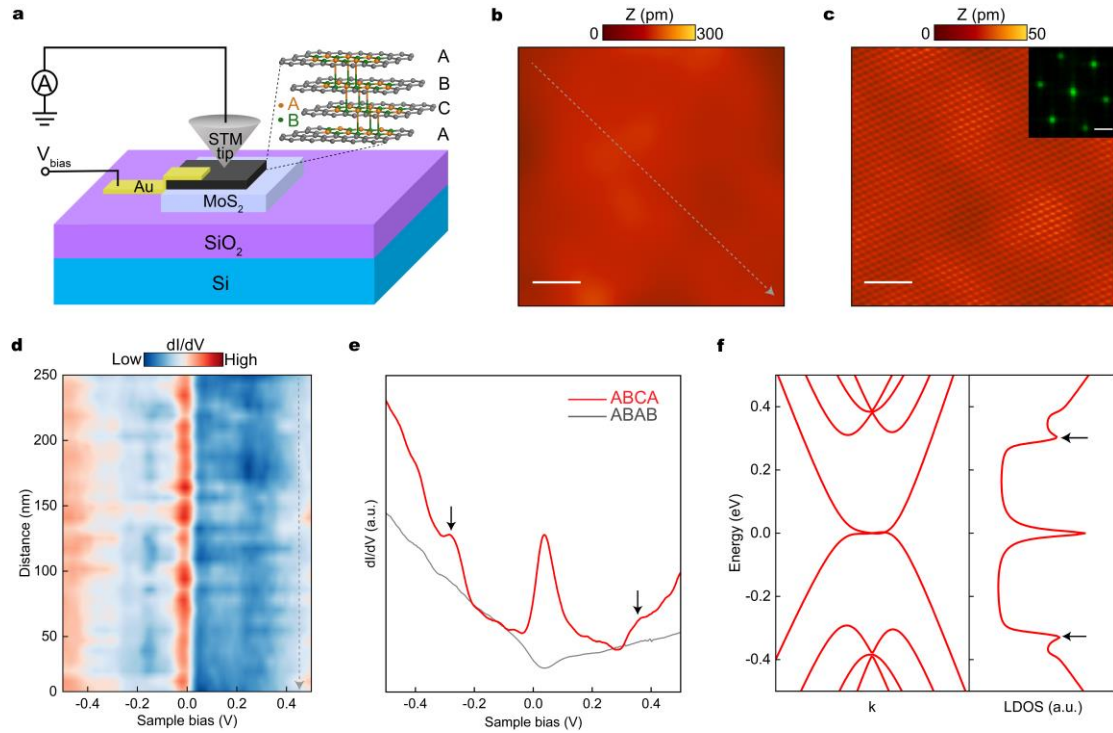 a
A
STM
tip
V_bias
Au
MoS₂
SiO₂
Si
A
B
A
B
C
A
b
Z (pm)
0 300
c
Z (pm)
0 50
d
dI/dV
Low High
Distance (nm)
250
200
150
100
50
0
-0.4 -0.2 0.0 0.2 0.4
Sample bias (V)
e
ABCA
ABAB
dI/dV (a.u.)
-0.4 -0.2 0.0 0.2 0.4
Sample bias (V)
f
Energy (eV)
0.4
0.2
0.0
-0.2
-0.4
k
LDOS (a.u.)